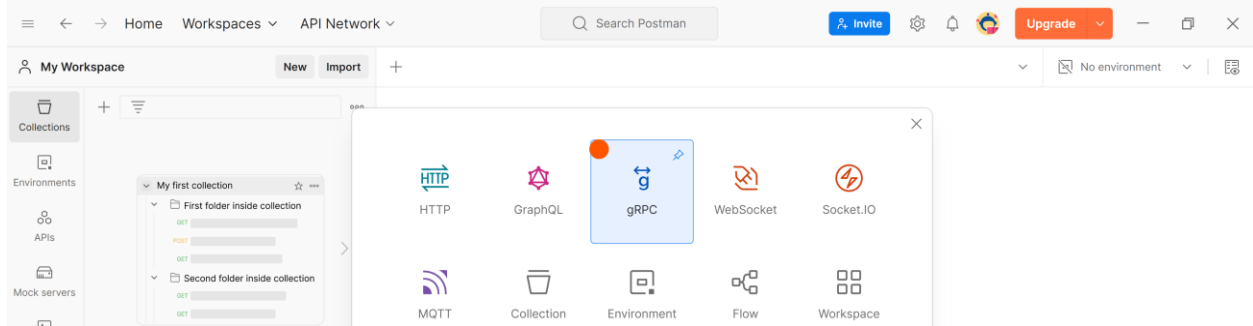 Home Workspaces API Network Search Postman Invite Upgrade
My Workspace New Import No environment
Collections
Environments
APIs
Mock servers
My first collection
First folder inside collection
GET
POST
GET
Second folder inside collection
GET
GET
HTTP
HTTP GraphQL gRPC WebSocket Socket.IO
MQTT Collection Environment Flow Workspace